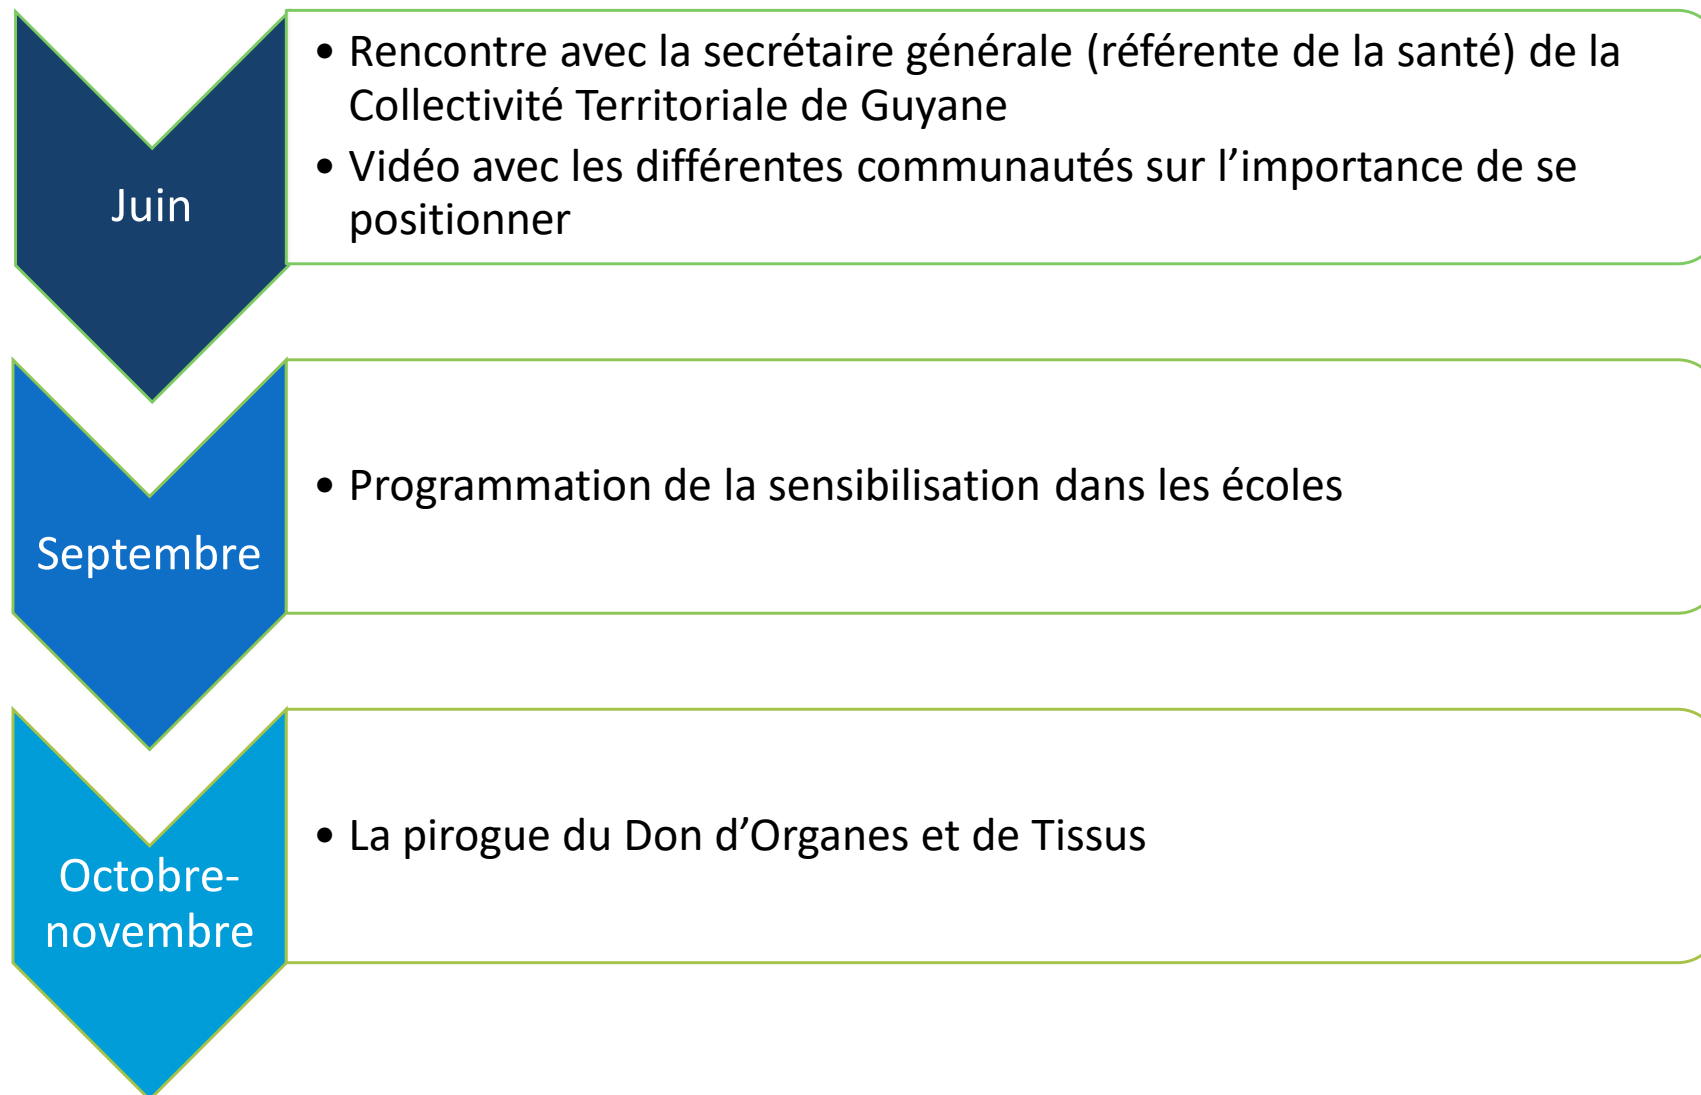 Juin
• Rencontre avec la secrétaire générale (référente de la santé) de la
Collectivité Territoriale de Guyane
• Vidéo avec les différentes communautés sur l’importance de se
positionner
Septembre
• Programmation de la sensibilisation dans les écoles
Octobre-
novembre
• La pirogue du Don d’Organes et de Tissus